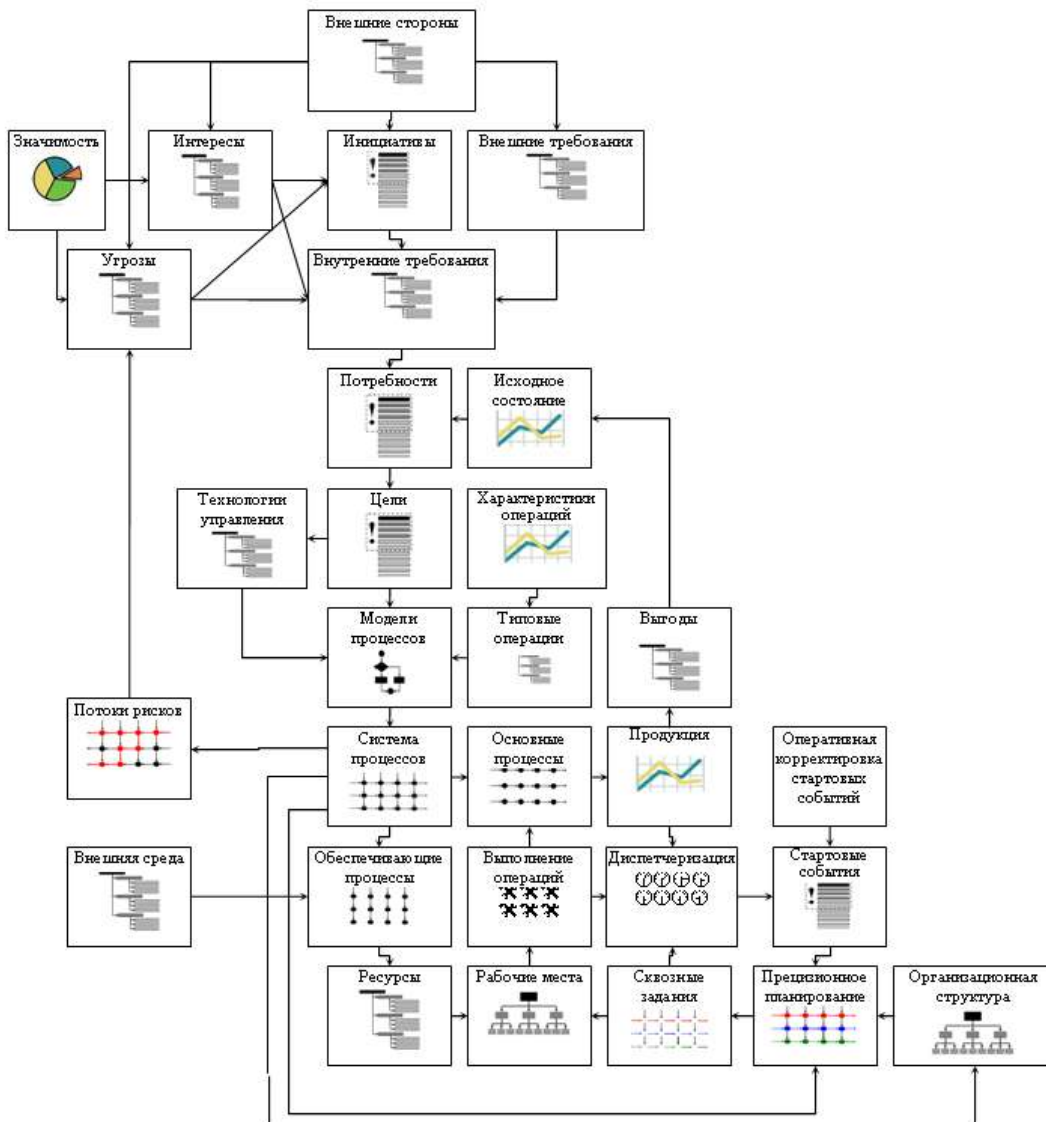 Внешние стороны
Значимость
Интересы
Инициативы
Внешние требования
Угрозы
Внутренние требования
Потребности
Исходное
состояние
Технологии
управления
Цели
Характеристики
операций
Модели
процессов
Типовые
операции
Выгоды
Потоки рисков
Система
процессов
Основные
процессы
Продукция
Оперативная
корректировка
стартовых
событий
Внешняя среда
Обеспечивающие
процессы
Выполнение
операций
Диспетчеризация
Стартовые
события
Ресурсы
Рабочие места
Сквозные
задания
Прецизионное
планирование
Организационная
структура